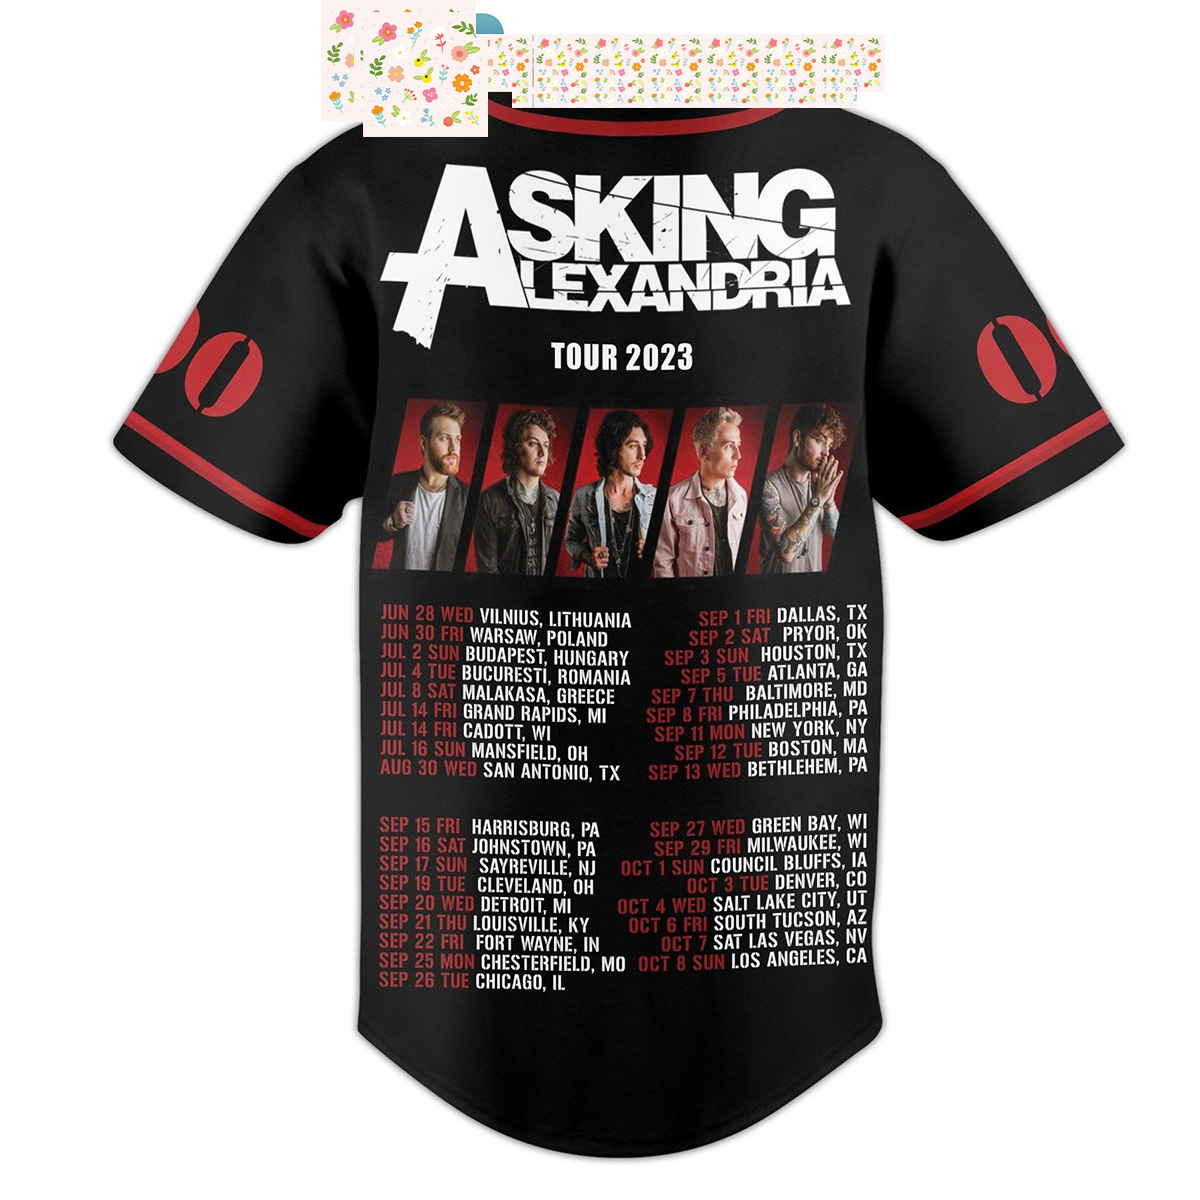 ASKING
ALEXANDRIA
TOUR 2023
00
00
JUN 28 WED VILNIUS, LITHUANIA
JUN 30 FRI WARSAW, POLAND
JUL 2 SUN BUDAPEST, HUNGARY
JUL 4 TUE BUCURESTI, ROMANIA
JUL 8 SAT MALAKASA, GREECE
JUL 14 FRI GRAND RAPIDS, MI
JUL 14 FRI CADOTT, WI
JUL 16 SUN MANSFIELD, OH
AUG 30 WED SAN ANTONIO, TX
SEP 1 FRI DALLAS, TX
SEP 2 SAT PRYOR, OK
SEP 3 SUN HOUSTON, TX
SEP 5 TUE ATLANTA, GA
SEP 7 THU BALTIMORE, MD
SEP 8 FRI PHILADELPHIA, PA
SEP 11 MON NEW YORK, NY
SEP 12 TUE BOSTON, MA
SEP 13 WED BETHLEHEM, PA
SEP 15 FRI HARRISBURG, PA
SEP 16 SAT JOHNSTOWN, PA
SEP 17 SUN SAYREVILLE, NJ
SEP 19 TUE CLEVELAND, OH
SEP 20 WED DETROIT, MI
SEP 21 THU LOUISVILLE, KY
SEP 22 FRI FORT WAYNE, IN
SEP 25 MON CHESTERFIELD, MO
SEP 26 TUE CHICAGO, IL
SEP 27 WED GREEN BAY, WI
SEP 29 FRI MILWAUKEE, WI
OCT 1 SUN COUNCIL BLUFFS, IA
OCT 3 TUE DENVER, CO
OCT 4 WED SALT LAKE CITY, UT
OCT 6 FRI SOUTH TUCSON, AZ
OCT 7 SAT LAS VEGAS, NV
OCT 8 SUN LOS ANGELES, CA